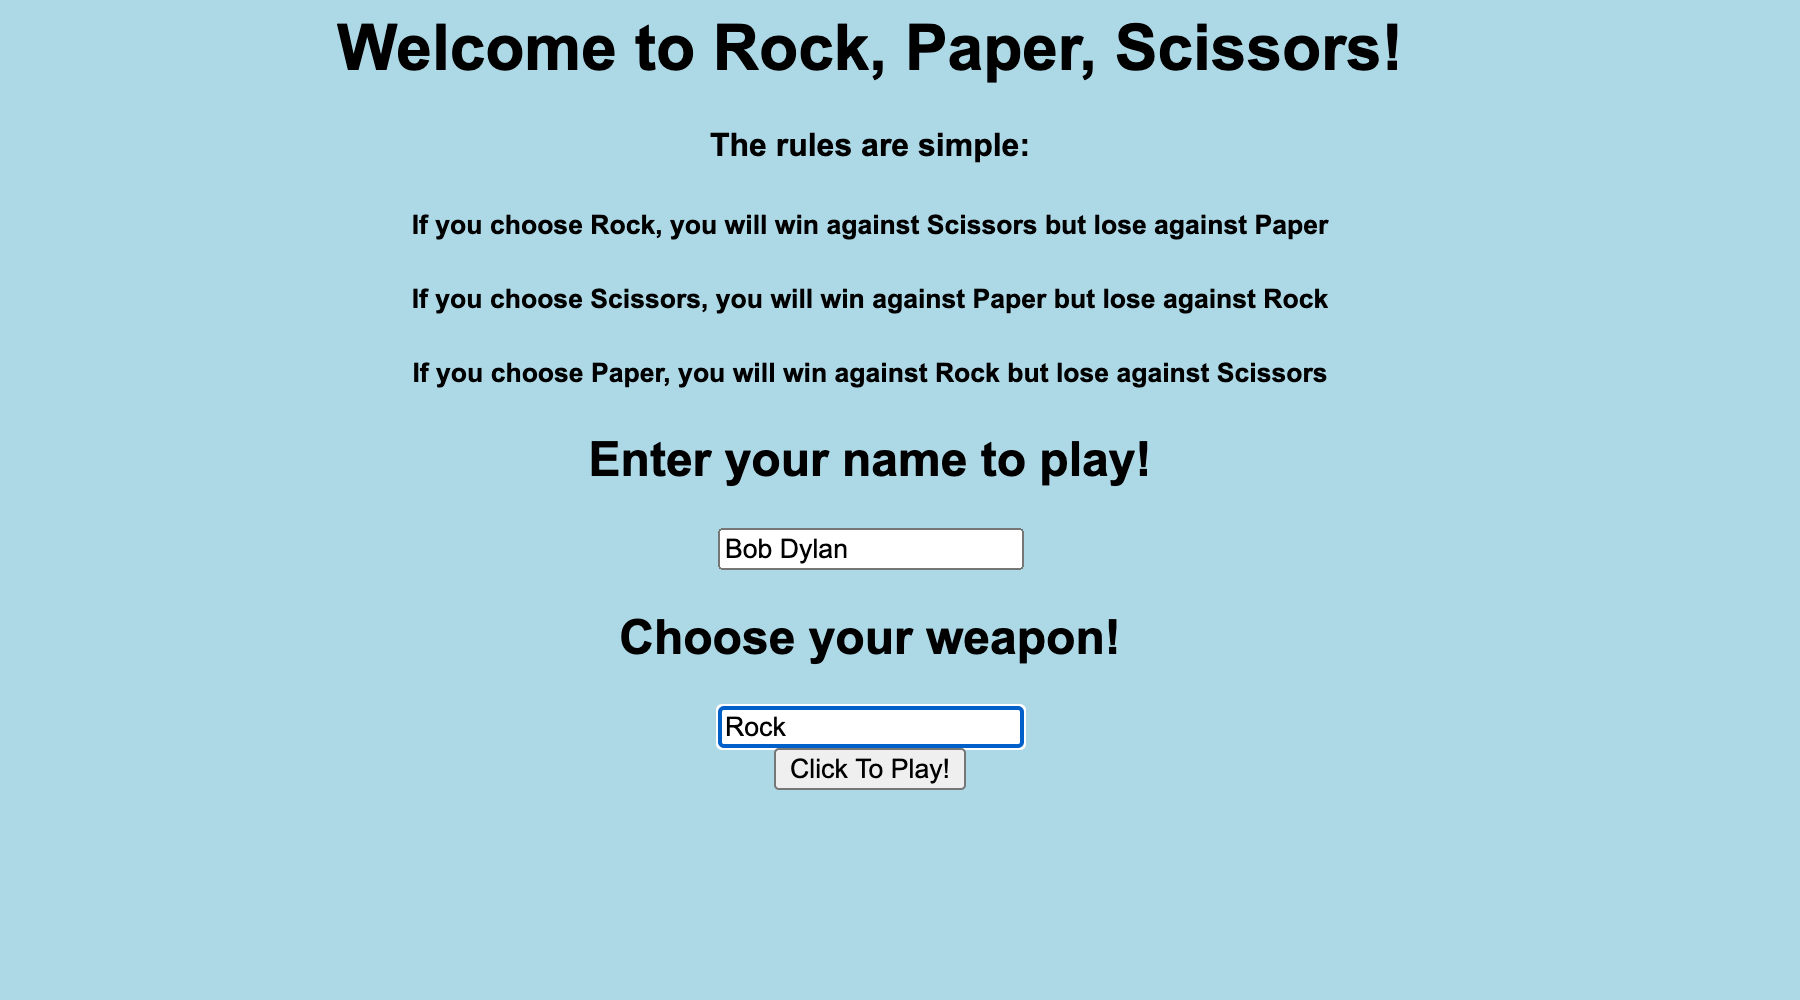 Welcome to Rock, Paper, Scissors!
The rules are simple:
If you choose Rock, you will win against Scissors but lose against Paper
If you choose Scissors, you will win against Paper but lose against Rock
If you choose Paper, you will win against Rock but lose against Scissors
Enter your name to play!
Bob Dylan
Choose your weapon!
Rock
Click To Play!